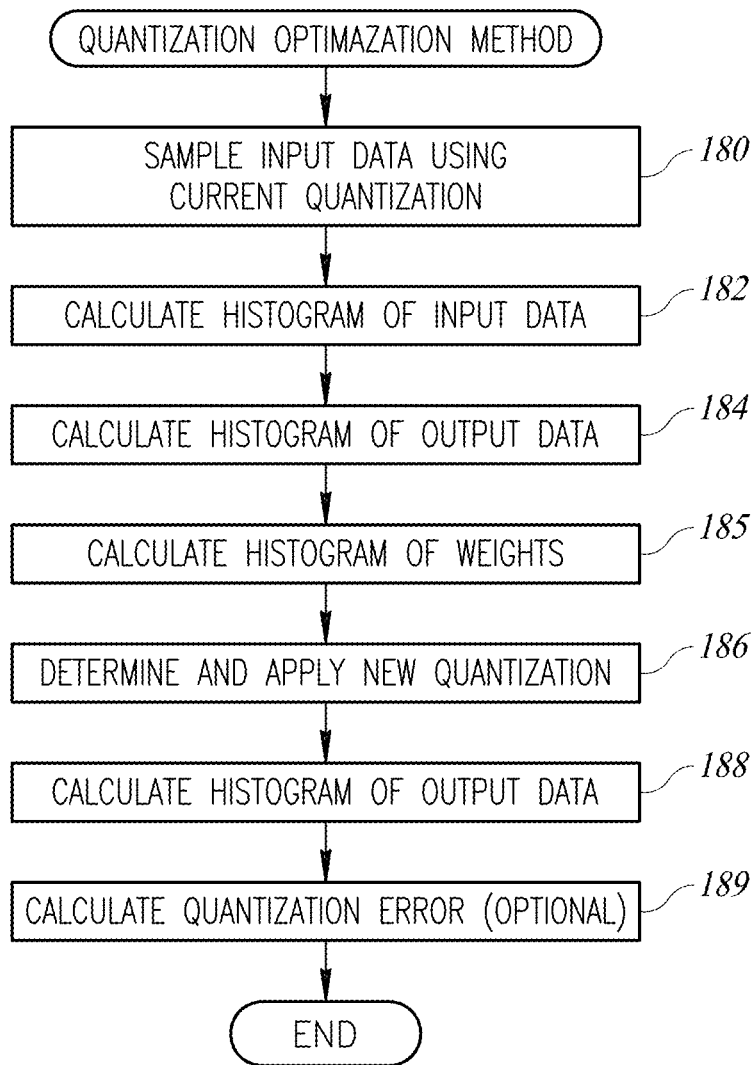 QUANTIZATION OPTIMAZATION METHOD
SAMPLE INPUT DATA USING
CURRENT QUANTIZATION
180
CALCULATE HISTOGRAM OF INPUT DATA
182
CALCULATE HISTOGRAM OF OUTPUT DATA
184
CALCULATE HISTOGRAM OF WEIGHTS
185
DETERMINE AND APPLY NEW QUANTIZATION
186
CALCULATE HISTOGRAM OF OUTPUT DATA
188
CALCULATE QUANTIZATION ERROR (OPTIONAL)
189
END